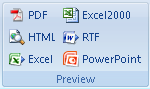 PDF Excel2000
HTML RTF
Excel PowerPoint
Preview